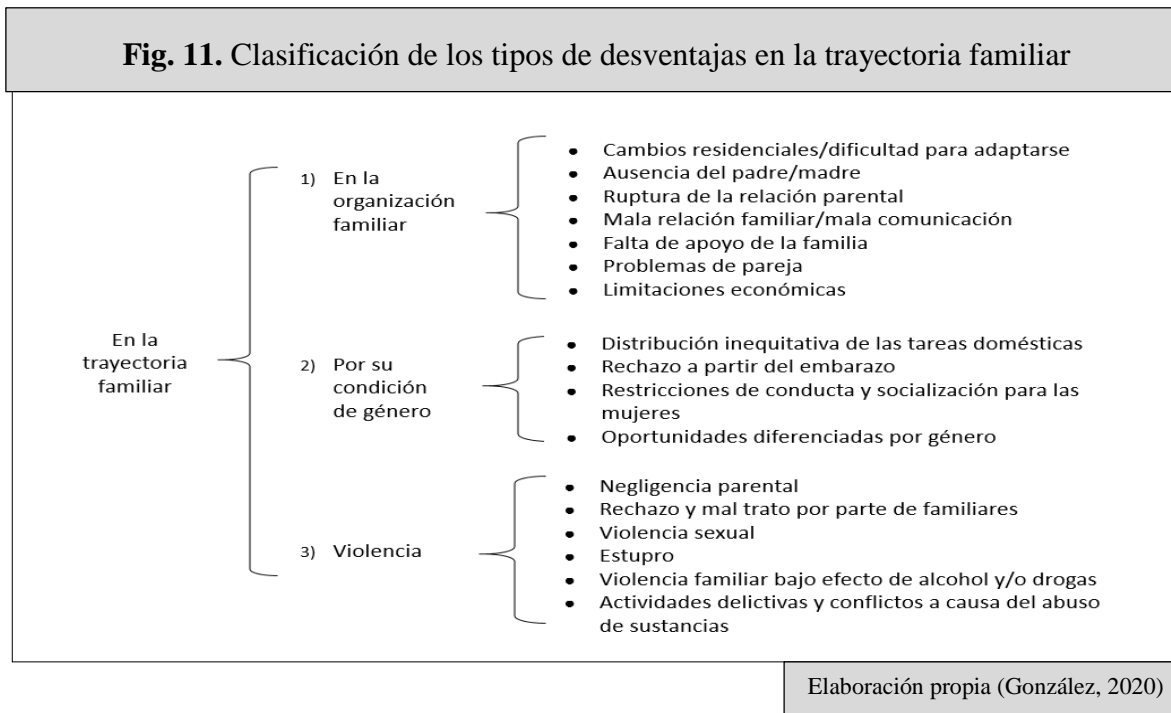 Fig. 11. Clasificación de los tipos de desventajas en la trayectoria familiar
En la
trayectoria
familiar
1) En la
organización
familiar
• Cambios residenciales/dificultad para adaptarse
• Ausencia del padre/madre
• Ruptura de la relación parental
• Mala relación familiar/mala comunicación
• Falta de apoyo de la familia
• Problemas de pareja
• Limitaciones económicas
2) Por su
condición
de género
• Distribución inequitativa de las tareas domésticas
• Rechazo a partir del embarazo
• Restricciones de conducta y socialización para las
mujeres
• Oportunidades diferenciadas por género
3) Violencia
• Negligencia parental
• Rechazo y mal trato por parte de familiares
• Violencia sexual
• Estupro
• Violencia familiar bajo efecto de alcohol y/o drogas
• Actividades delictivas y conflictos a causa del abuso
de sustancias
Elaboración propia (González, 2020)